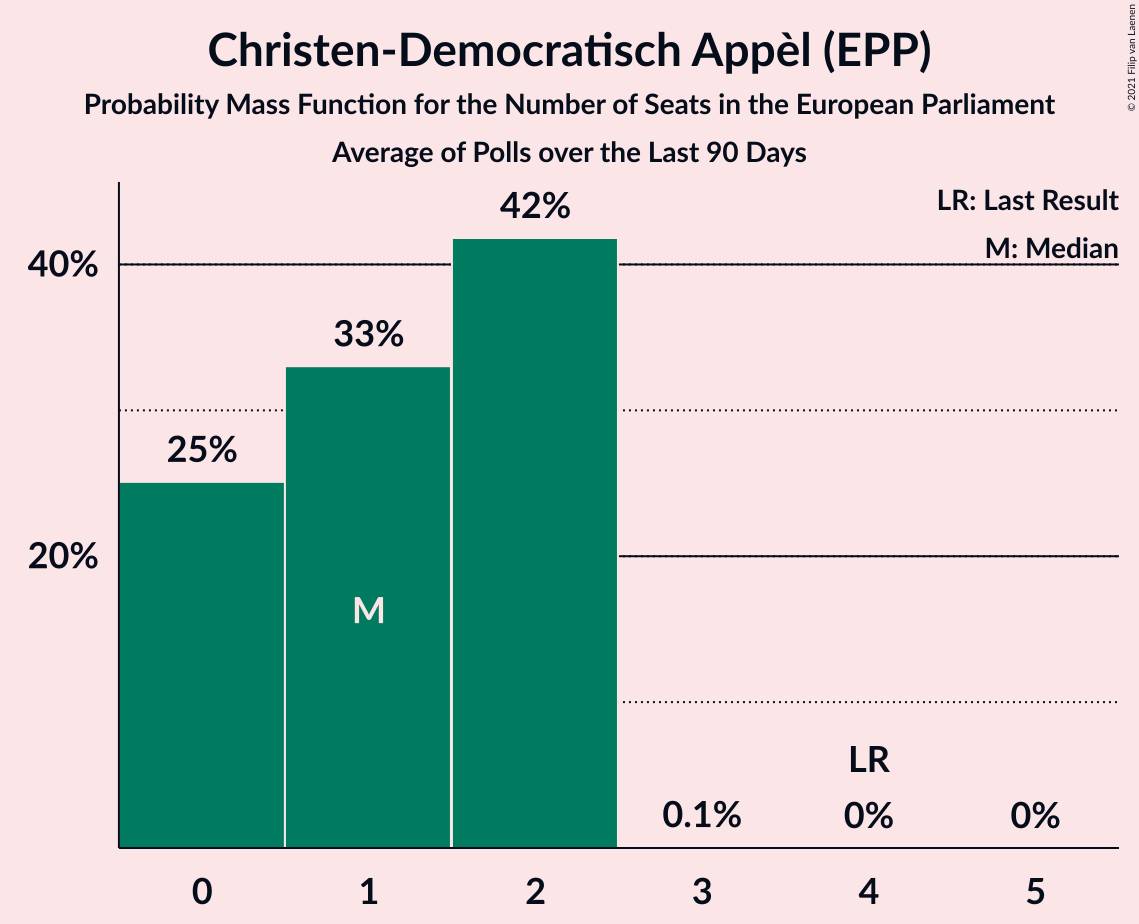 Christen-Democratisch Appèl (EPP)
Probability Mass Function for the Number of Seats in the European Parliament
Average of Polls over the Last 90 Days
© 2021 Filip van Laenen
LR: Last Result
M: Median
42%
40%
33%
25%
20%
M
LR
0.1%
0%
0%
0 1 2 3 4 5